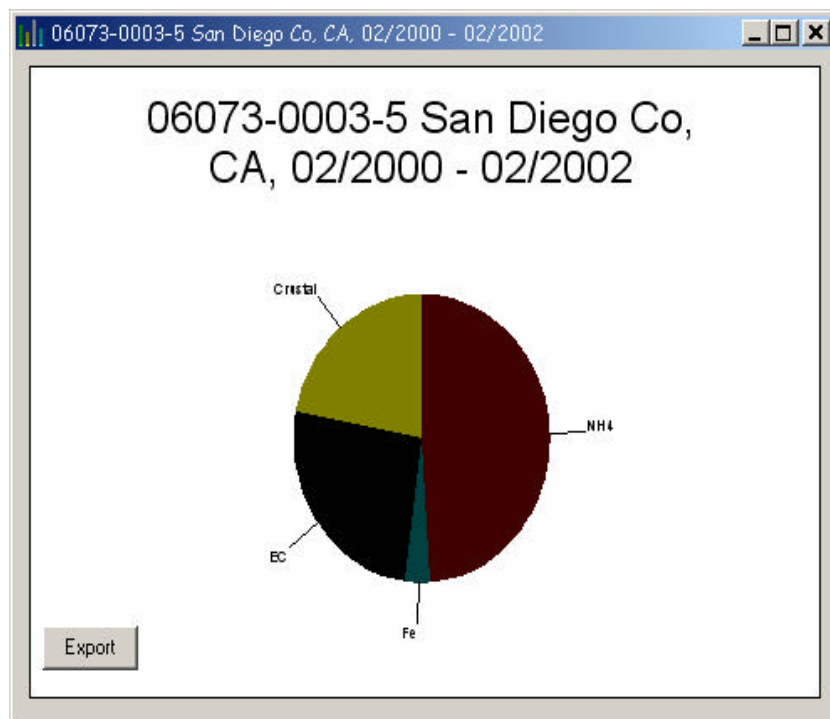 06073-0003-5 San Diego Co, CA, 02/2000 - 02/2002
06073-0003-5 San Diego Co,
CA, 02/2000 - 02/2002
Crustal
NH4
EC
Fe
Export